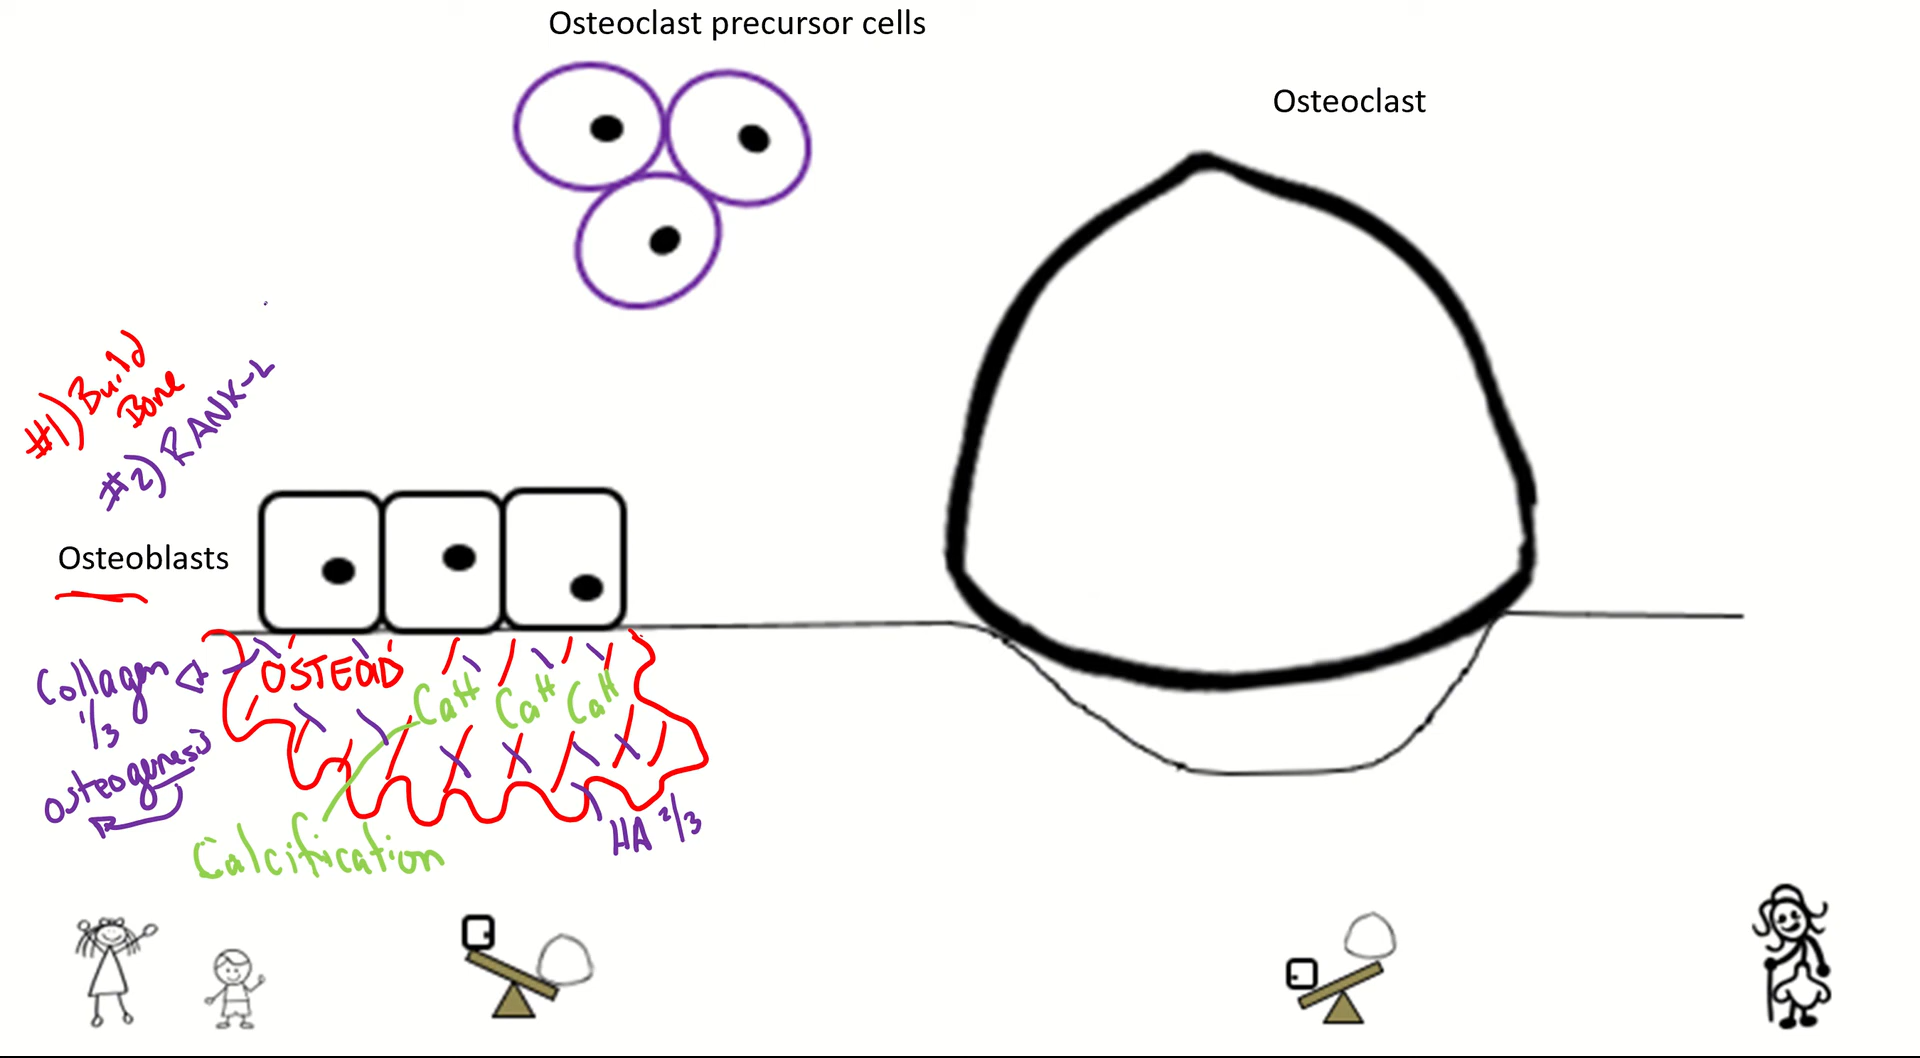 Osteoclast precursor cells
Osteoclast
#1) Build
Bone
#2) RANK-L
Osteoblasts
OSTEOID
Collagen
1/3
Ca++ Ca++ Ca++
osteogenesis
HA 2/3
Calcification